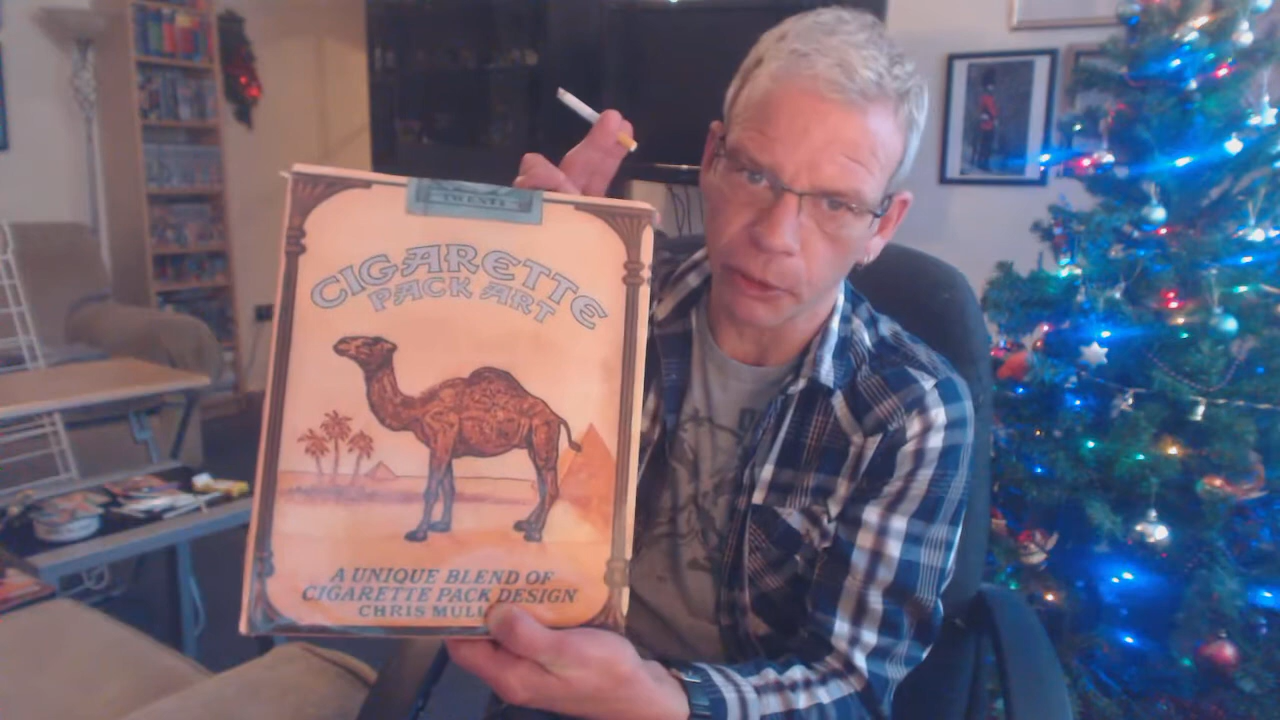 TWENTY
CIGARETTE
PACK ART
A UNIQUE BLEND OF
CIGARETTE PACK DESIGN
CHRIS